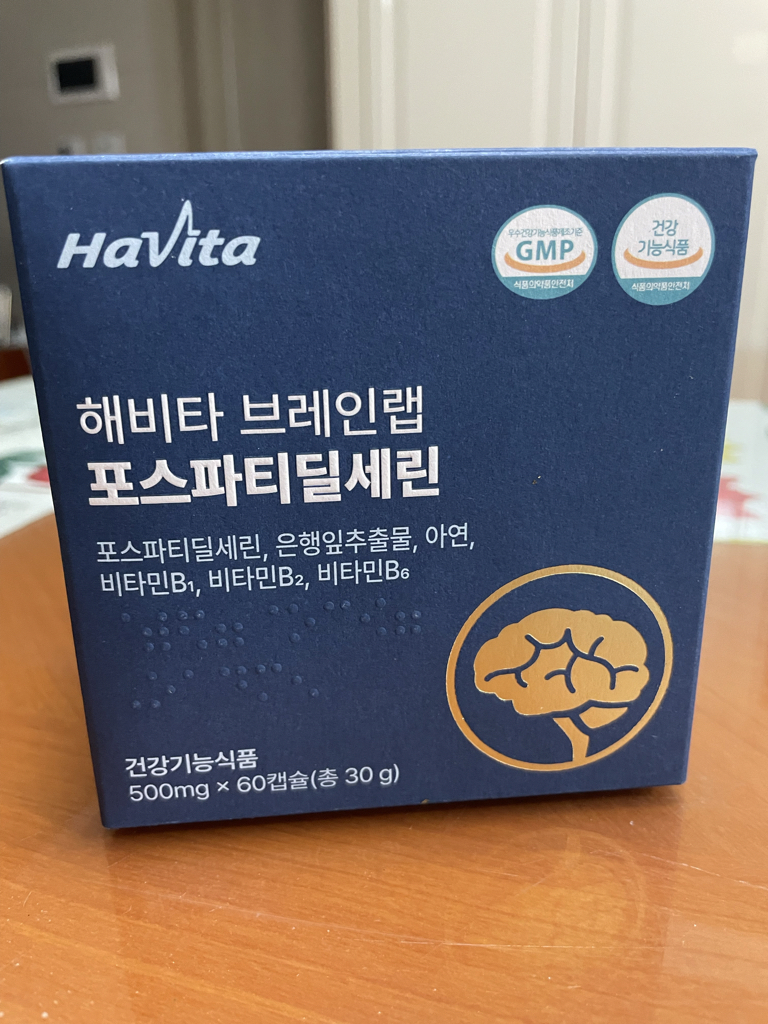 HaVita
우수건강기능식품제조기준
GMP
식품의약품안전처
건강
기능식품
식품의약품안전처
해비타 브레인랩
포스파티딜세린
포스파티딜세린, 은행잎추출물, 아연,
비타민B₁, 비타민B₂, 비타민B₆
건강기능식품
500mg × 60캡슐(총 30 g)